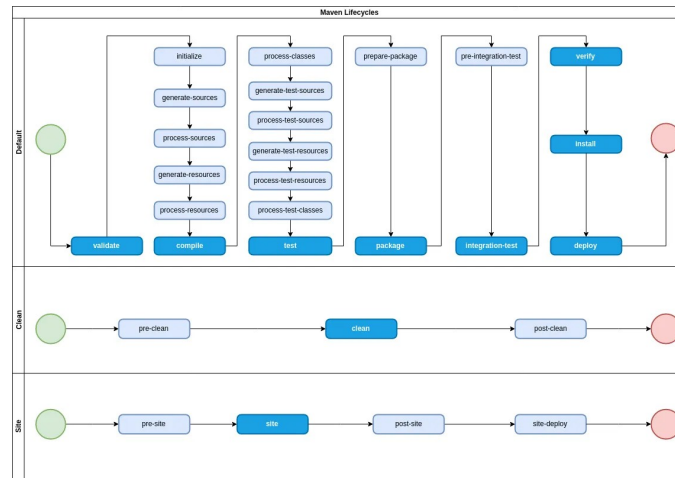 Maven Lifecycles
Default
validate
initialize
generate-sources
process-sources
generate-resources
process-resources
compile
process-classes
generate-test-sources
process-test-sources
generate-test-resources
process-test-resources
process-test-classes
test
prepare-package
package
pre-integration-test
integration-test
verify
install
deploy
Clean
pre-clean
clean
post-clean
Site
pre-site
site
post-site
site-deploy